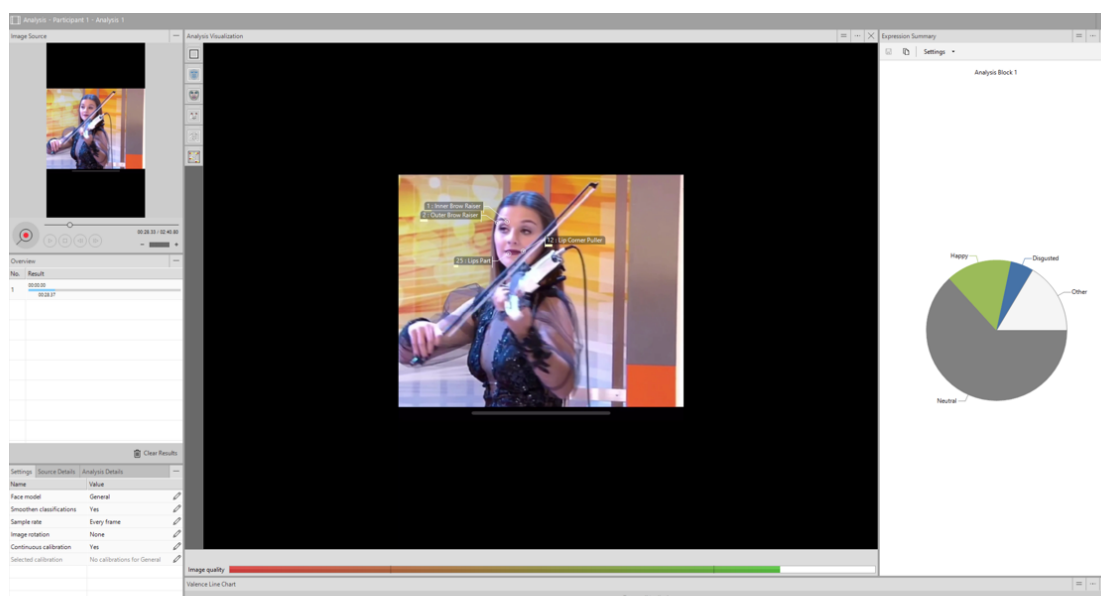 Analysis - Participant 1 - Analysis 1
Image Source
Analysis Visualization
Expression Summary
Settings
Analysis Block 1
1 : Inner Brow Raiser
2 : Outer Brow Raiser
12 : Lip Corner Puller
25 : Lips Part
00:28.33 / 02:40.80
Overview
No. Result
1
00:00.00
00:28.37
Happy
Disgusted
Other
Neutral
Clear Results
Settings Source Details Analysis Details
Name Value
Face model General
Smoothen classifications Yes
Sample rate Every frame
Image rotation None
Continuous calibration Yes
Selected calibration No calibrations for General
Image quality
Valence Line Chart